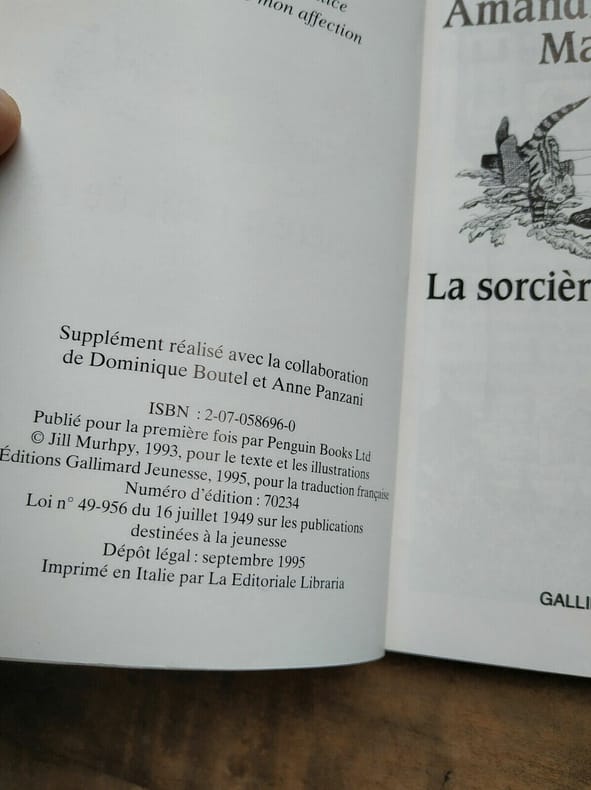 mon affection
Supplément réalisé avec la collaboration
de Dominique Boutel et Anne Panzani
ISBN : 2-07-058696-0
Publié pour la première fois par Penguin Books Ltd
© Jill Murhpy, 1993, pour le texte et les illustrations
Éditions Gallimard Jeunesse, 1995, pour la traduction française
Numéro d'édition : 70234
Loi n° 49-956 du 16 juillet 1949 sur les publications
destinées à la jeunesse
Dépôt légal : septembre 1995
Imprimé en Italie par La Editoriale Libraria
Amand
Ma
La sorcièr
GALLI